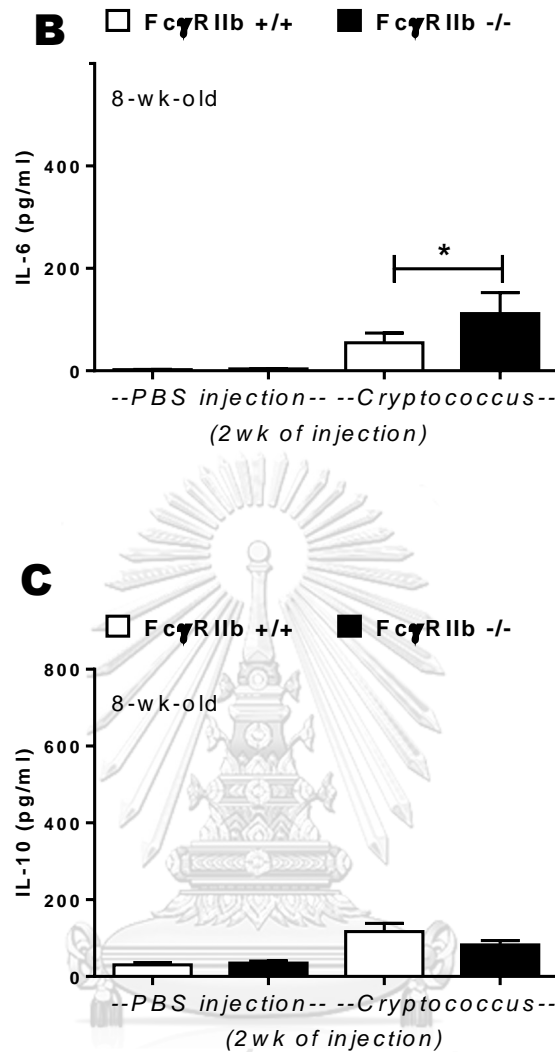 B
FcγRIIb +/+ FcγRIIb -/-
8-wk-old
400
200
0
IL-6 (pg/ml)
*
--PBS injection-- --Cryptococcus--
(2wk of injection)
C
FcγRIIb +/+ FcγRIIb -/-
800
8-wk-old
600
400
200
0
IL-10 (pg/ml)
--PBS injection-- --Cryptococcus--
(2wk of injection)